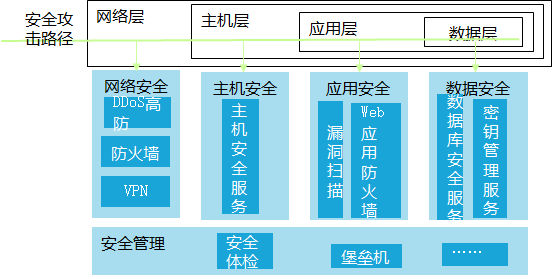 安全攻
击路径
网络层
主机层
应用层
数据层
网络安全
DDoS高
防
防火墙
VPN
主机安全
主机安全服务
应用安全
漏洞扫描
Web
应用防火墙
数据安全
数据库安全服务
密钥管理服务
安全管理
安全
体检
堡垒机
……